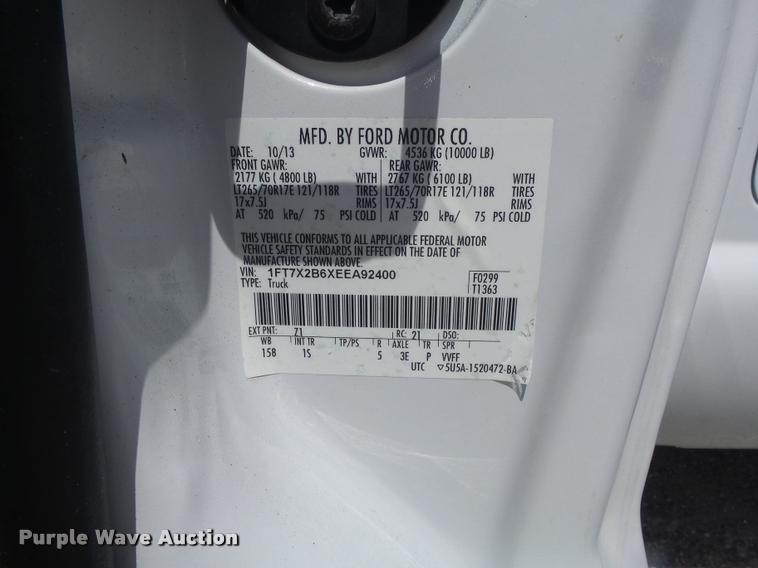 MFD. BY FORD MOTOR CO.
DATE: 10/13 GVWR: 4536 KG (10000 LB)
FRONT GAWR: REAR GAWR:
2177 KG ( 4800 LB) WITH 2767 KG ( 6100 LB) WITH
LT265/70R17E 121/118R TIRES LT265/70R17E 121/118R TIRES
17x7.5J RIMS 17x7.5J RIMS
AT 520 kPa/ 75 PSI COLD AT 520 kPa/ 75 PSI COLD
THIS VEHICLE CONFORMS TO ALL APPLICABLE FEDERAL MOTOR
VEHICLE SAFETY STANDARDS IN EFFECT ON THE DATE OF
MANUFACTURE SHOWN ABOVE.
VIN: 1FT7X2B6XEEA92400 F0299
TYPE: Truck T1363
EXT PNT: Z1 RC: 21 DSO:
WB INT TR TP/PS R AXLE TR SPR
158 1S 5 3E P VVFF
UTC ▽5U5A-1520472-BA
Purple Wave Auction